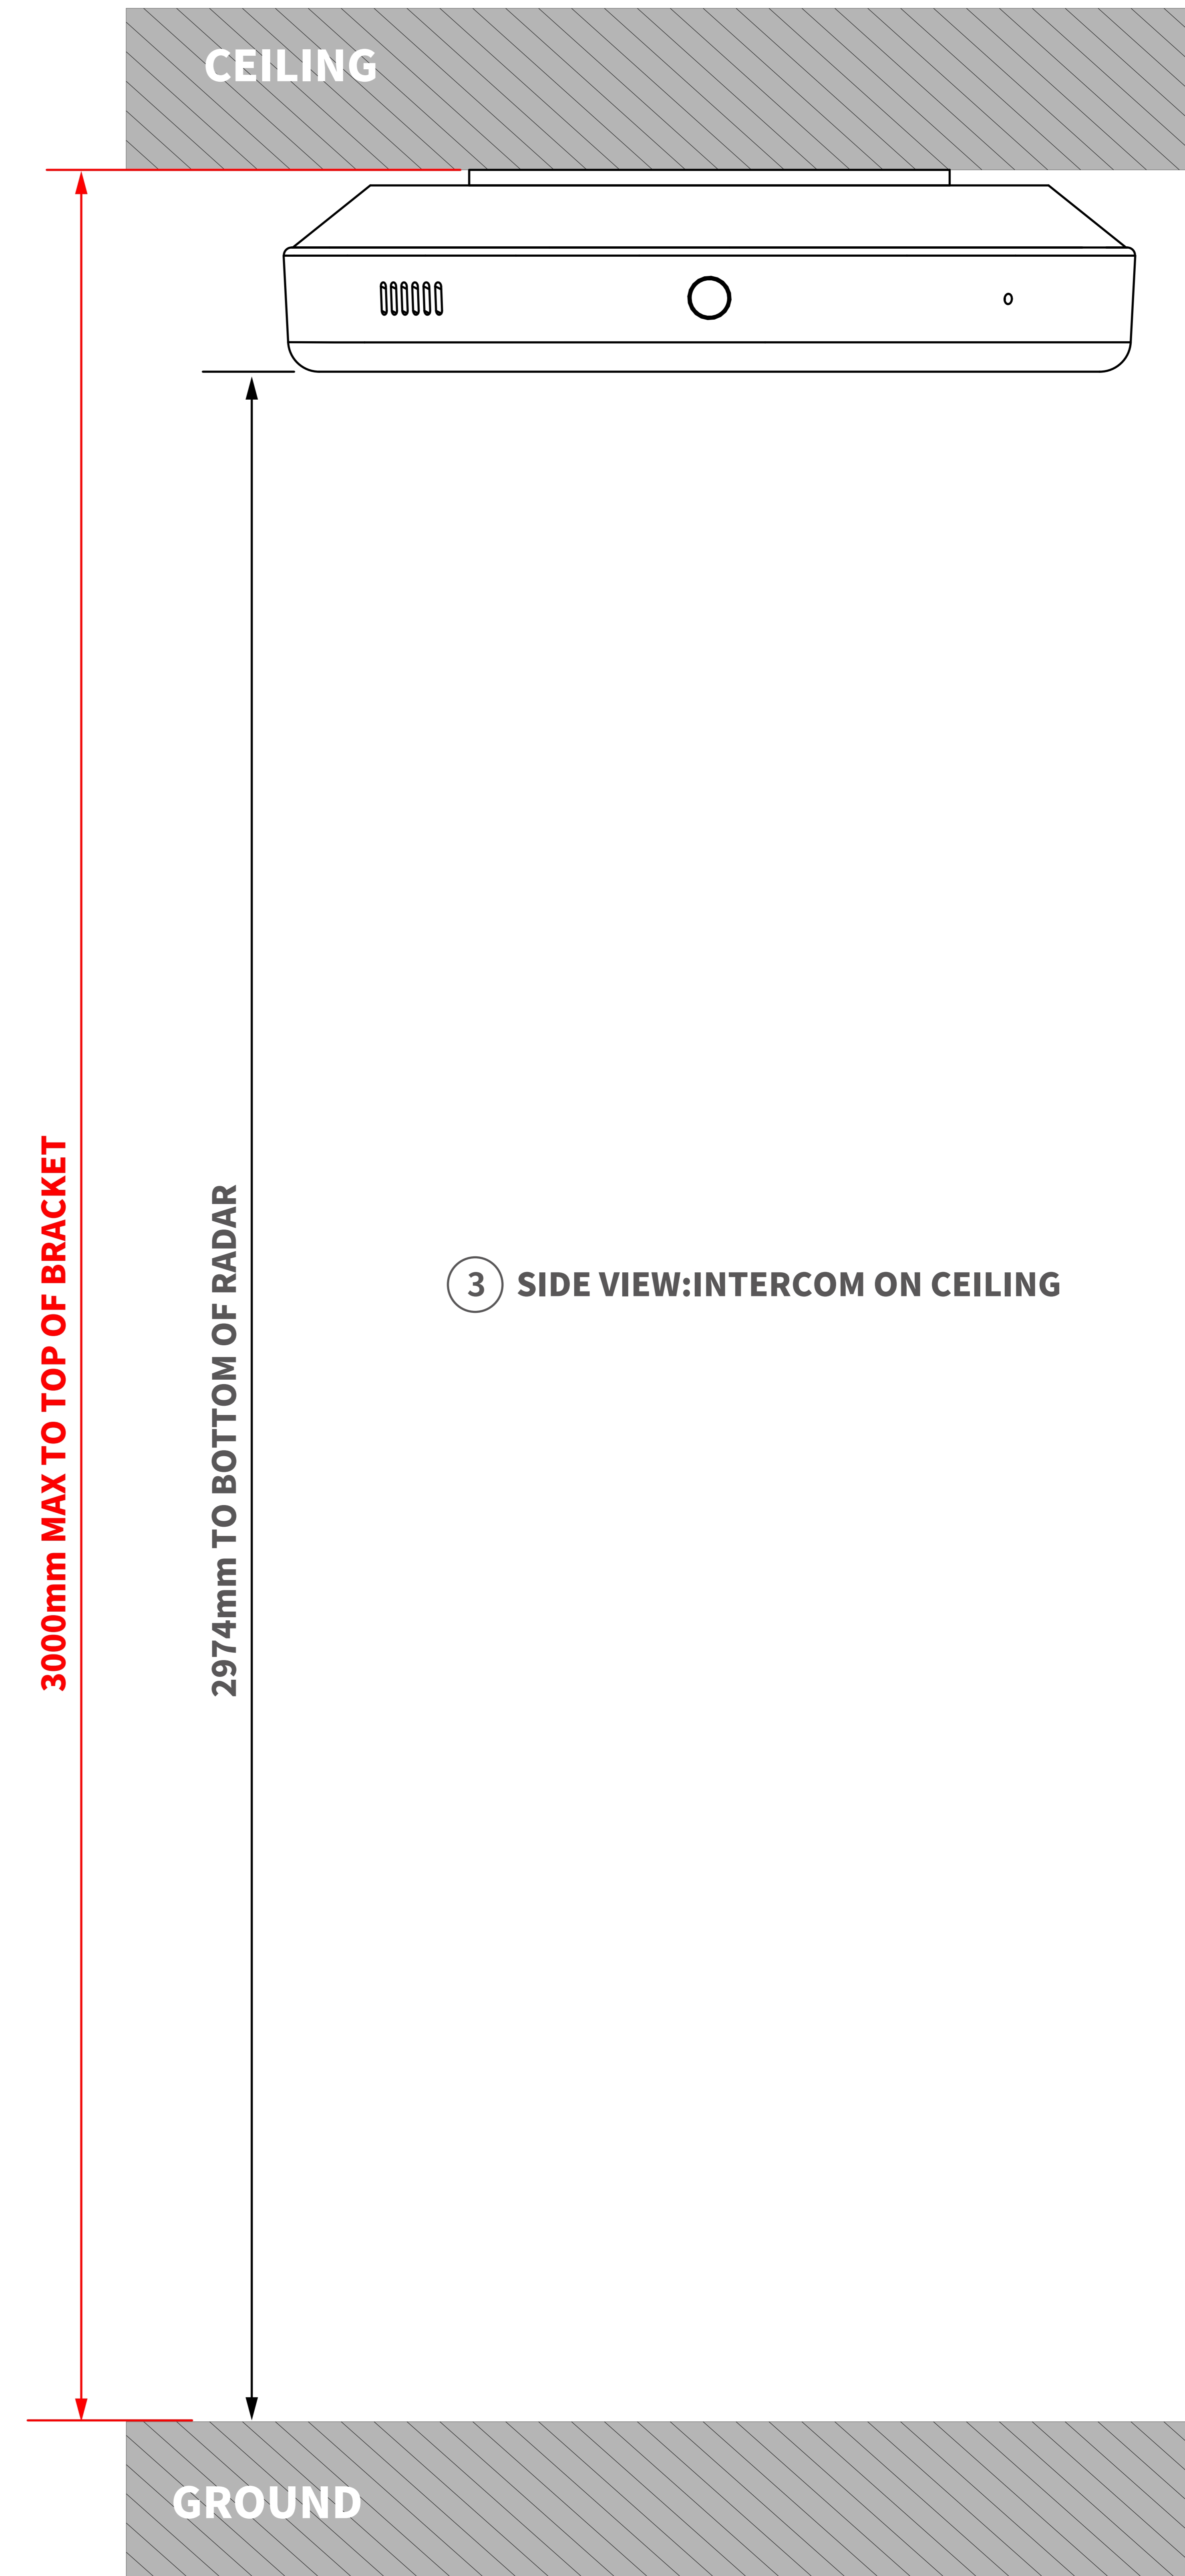 CEILING
3000mm MAX TO TOP OF BRACKET
2974mm TO BOTTOM OF RADAR
3 SIDE VIEW:INTERCOM ON CEILING
GROUND